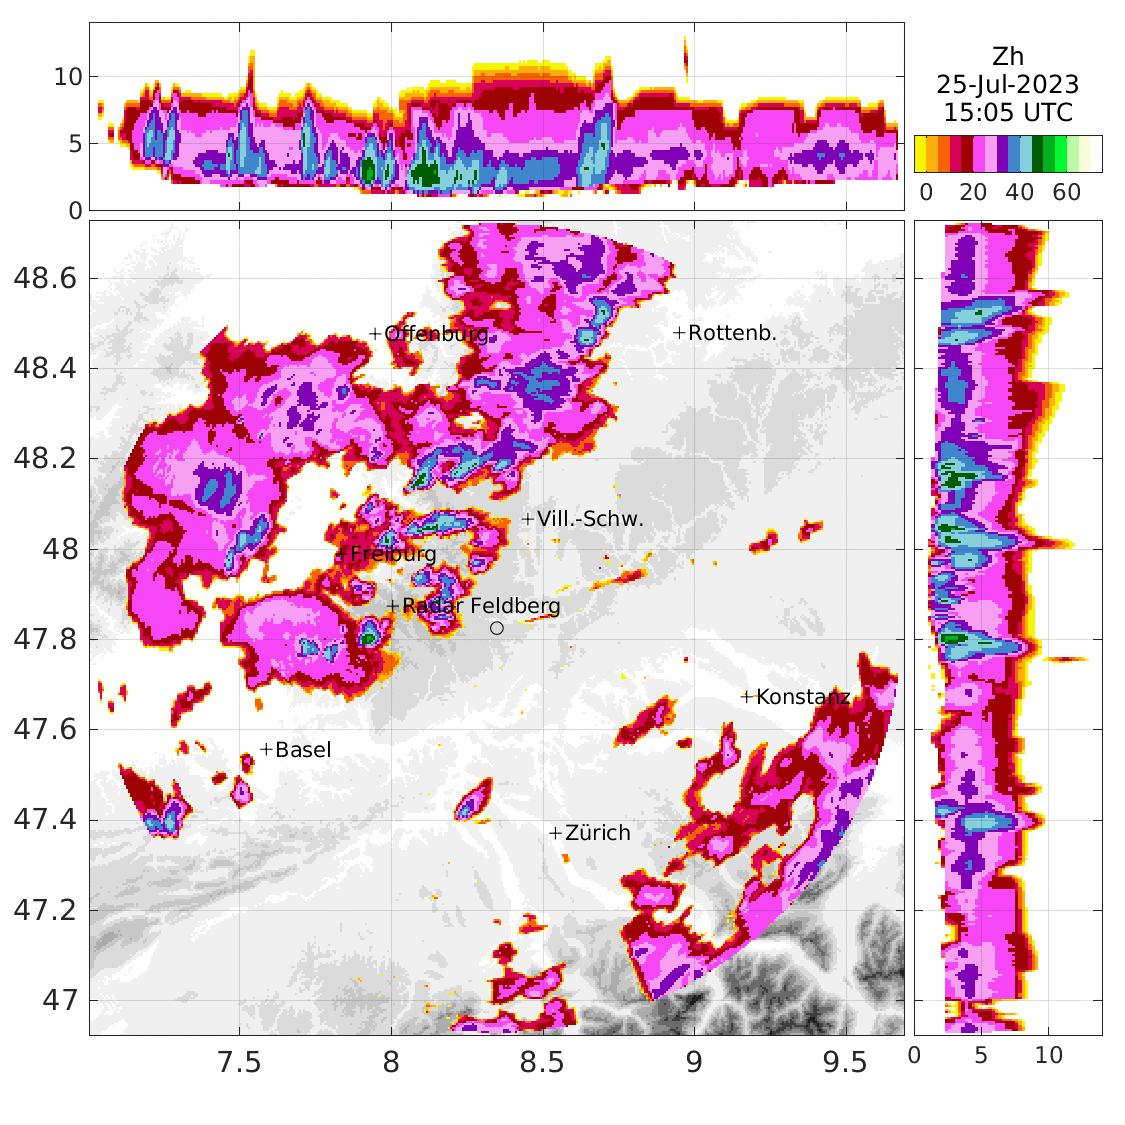 10
5
0
Zh
25-Jul-2023
15:05 UTC
0 20 40 60
48.6
48.4
48.2
48
47.8
47.6
47.4
47.2
47
+Offenburg
+Rottenb.
+Vill.-Schw.
+Freiburg
+Radar Feldberg
+Konstanz
+Basel
+Zürich
7.5 8 8.5 9 9.5
0 5 10